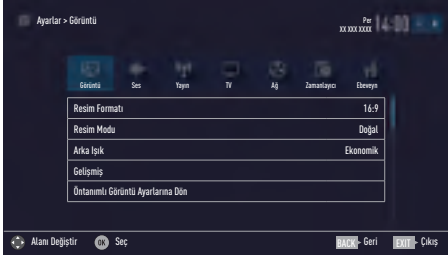 Ayarlar > Görüntü
Per
XX XXX XXXX
14:00
Görüntü Ses Yayın TV Ağ Zamanlayıcı Ebeveyn
Resim Formatı 16:9
Resim Modu Doğal
Arka Işık Ekonomik
Gelişmiş
Öntanımlı Görüntü Ayarlarına Dön
Alanı Değiştir OK Seç BACK Geri EXIT Çıkış